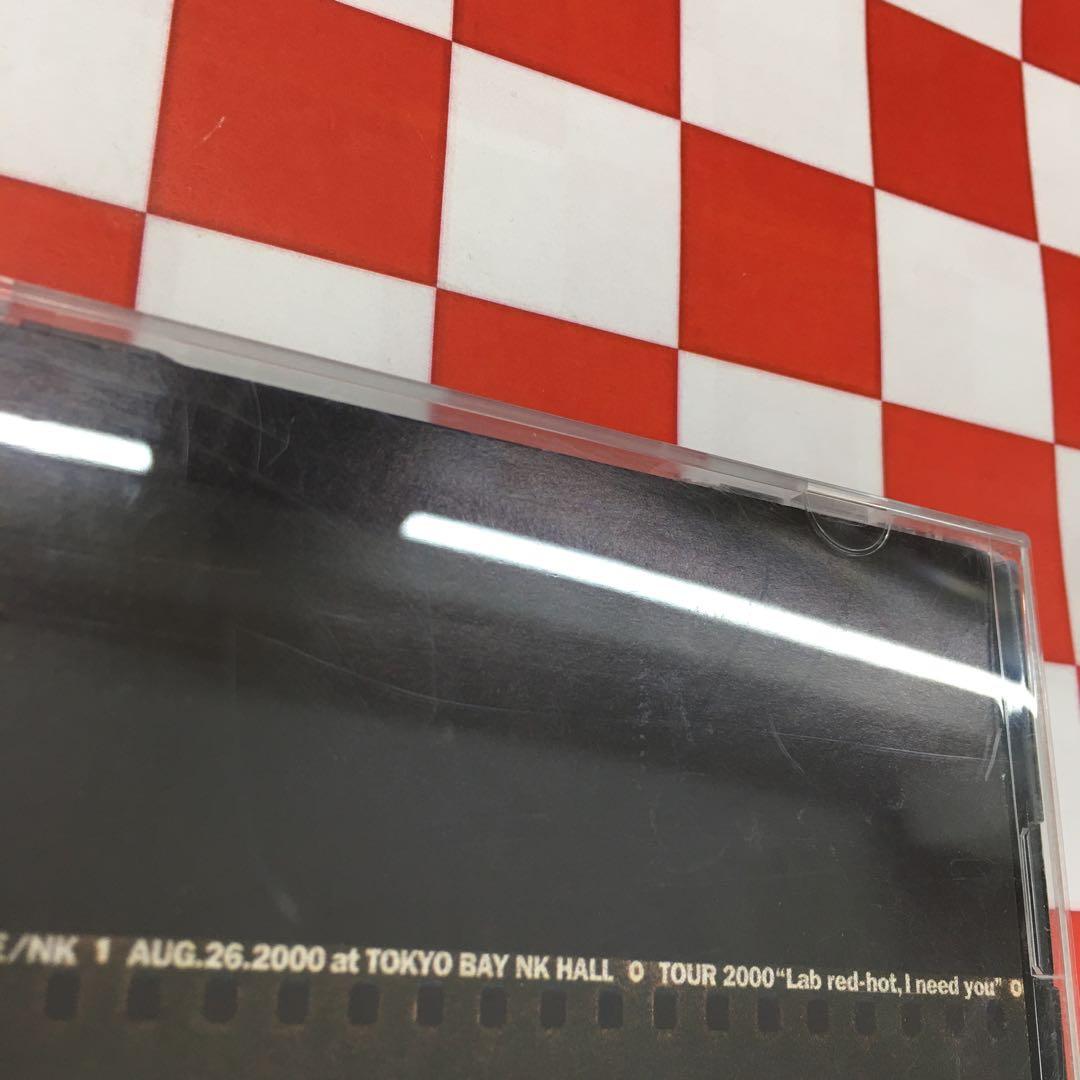 E/NK 1 AUG.26.2000 at TOKYO BAY NK HALL O TOUR 2000 "Lab red-hot, I need you" O